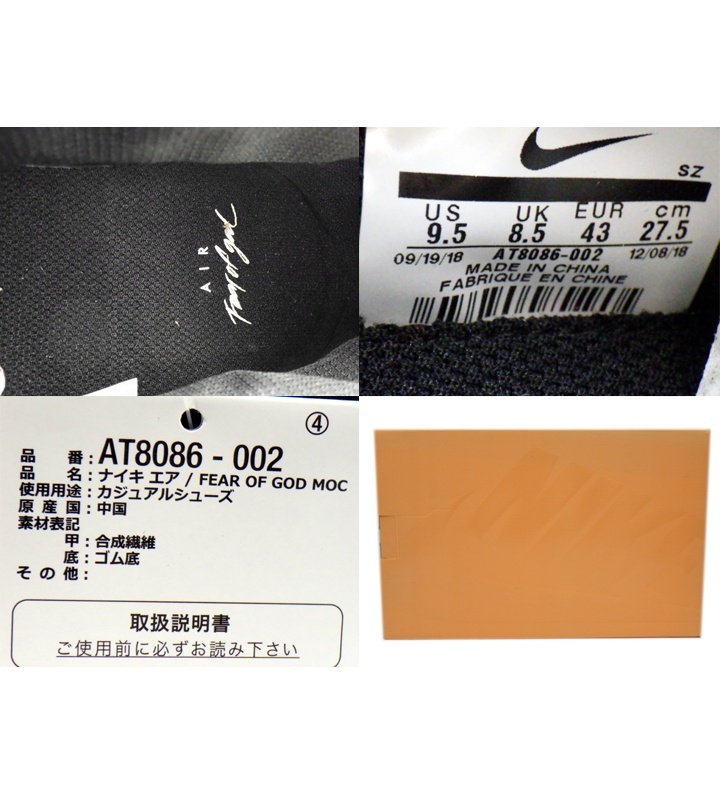 AIR
Fear of god
SZ
US UK EUR cm
9.5 8.5 43 27.5
09/19/18 AT8086-002 12/08/18
MADE IN CHINA
FABRIQUE EN CHINE
④
品 番：AT8086 - 002
品 名：ナイキ エア / FEAR OF GOD MOC
使用用途：カジュアルシューズ
原 産 国：中国
素材表記
甲：合成繊維
底：ゴム底
そ の 他：
取扱説明書
ご使用前に必ずお読み下さい